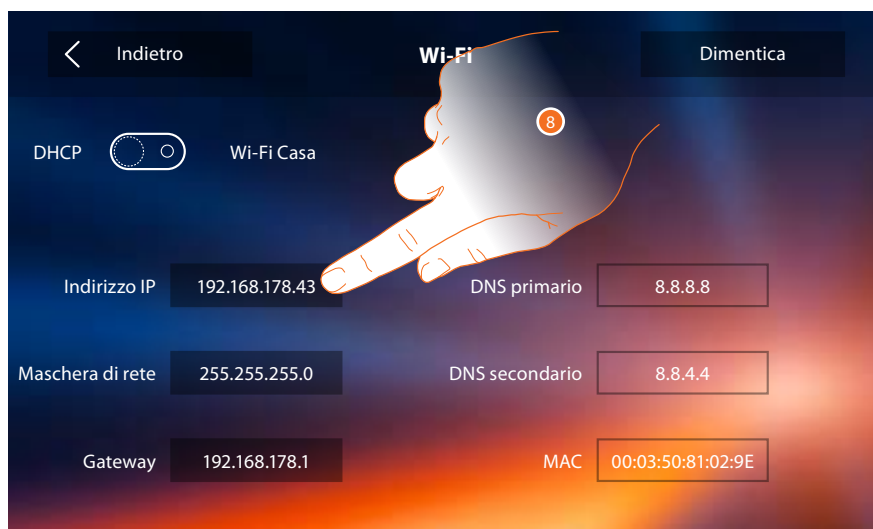 Indietro
Wi-Fi
Dimentica
8
DHCP
Wi-Fi Casa
Indirizzo IP 192.168.178.43
DNS primario 8.8.8.8
Maschera di rete 255.255.255.0
DNS secondario 8.8.4.4
Gateway 192.168.178.1
MAC 00:03:50:81:02:9E